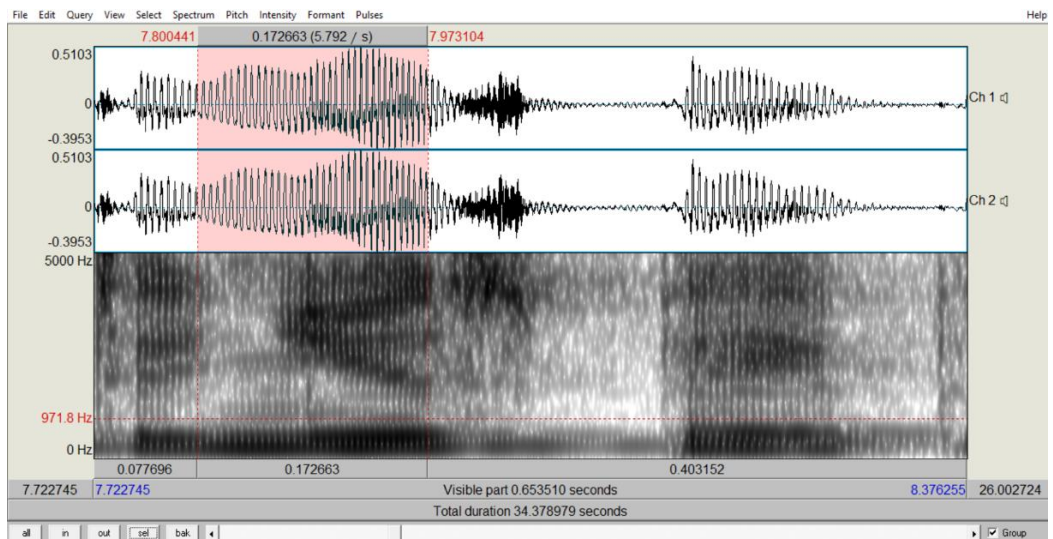 File Edit Query View Select Spectrum Pitch Intensity Formant Pulses Help
7.800441 0.172663 (5.792 / s) 7.973104
0.5103
0
-0.3953
Ch 1
0.5103
0
-0.3953
Ch 2
5000 Hz
971.8 Hz
0 Hz
0.077696 0.172663 0.403152
7.722745 7.722745 Visible part 0.653510 seconds 8.376255 26.002724
Total duration 34.378979 seconds
all in out sel bak Group